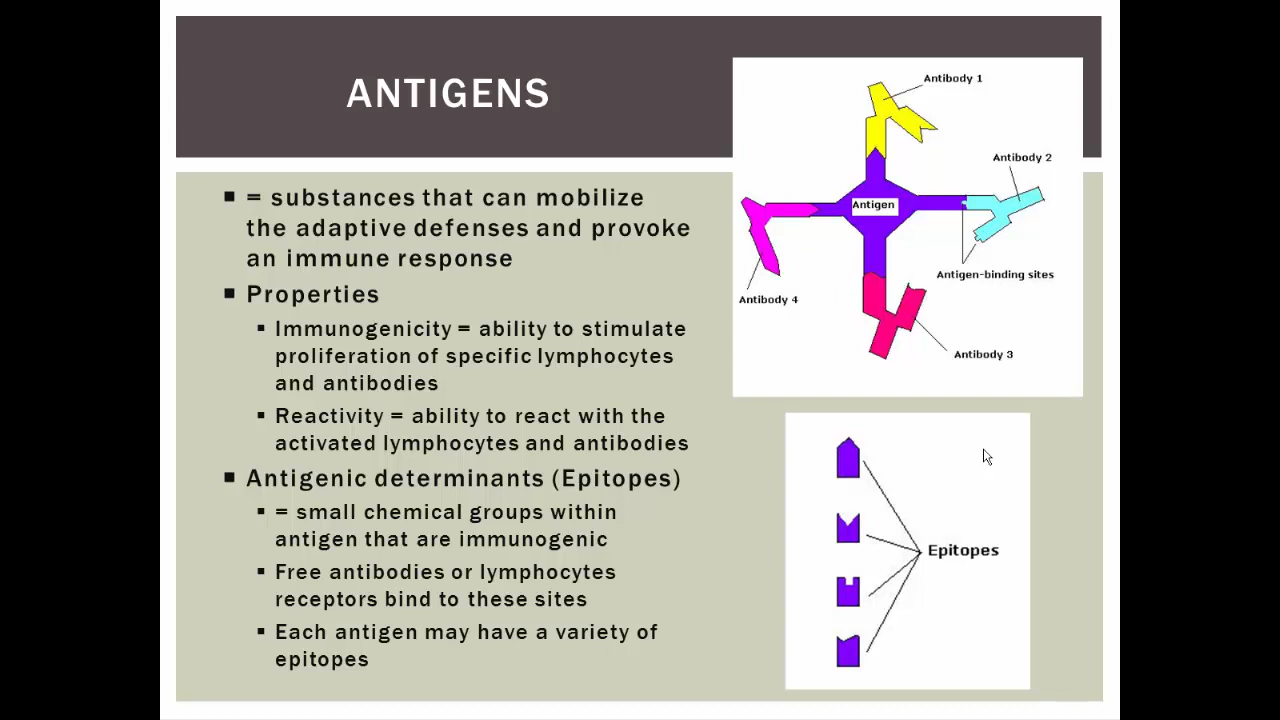 ANTIGENS
▪ = substances that can mobilize
the adaptive defenses and provoke
an immune response
▪ Properties
▪ Immunogenicity = ability to stimulate
proliferation of specific lymphocytes
and antibodies
▪ Reactivity = ability to react with the
activated lymphocytes and antibodies
▪ Antigenic determinants (Epitopes)
▪ = small chemical groups within
antigen that are immunogenic
▪ Free antibodies or lymphocytes
receptors bind to these sites
▪ Each antigen may have a variety of
epitopes
Antibody 1
Antibody 2
Antigen
Antigen-binding sites
Antibody 4
Antibody 3
Epitopes